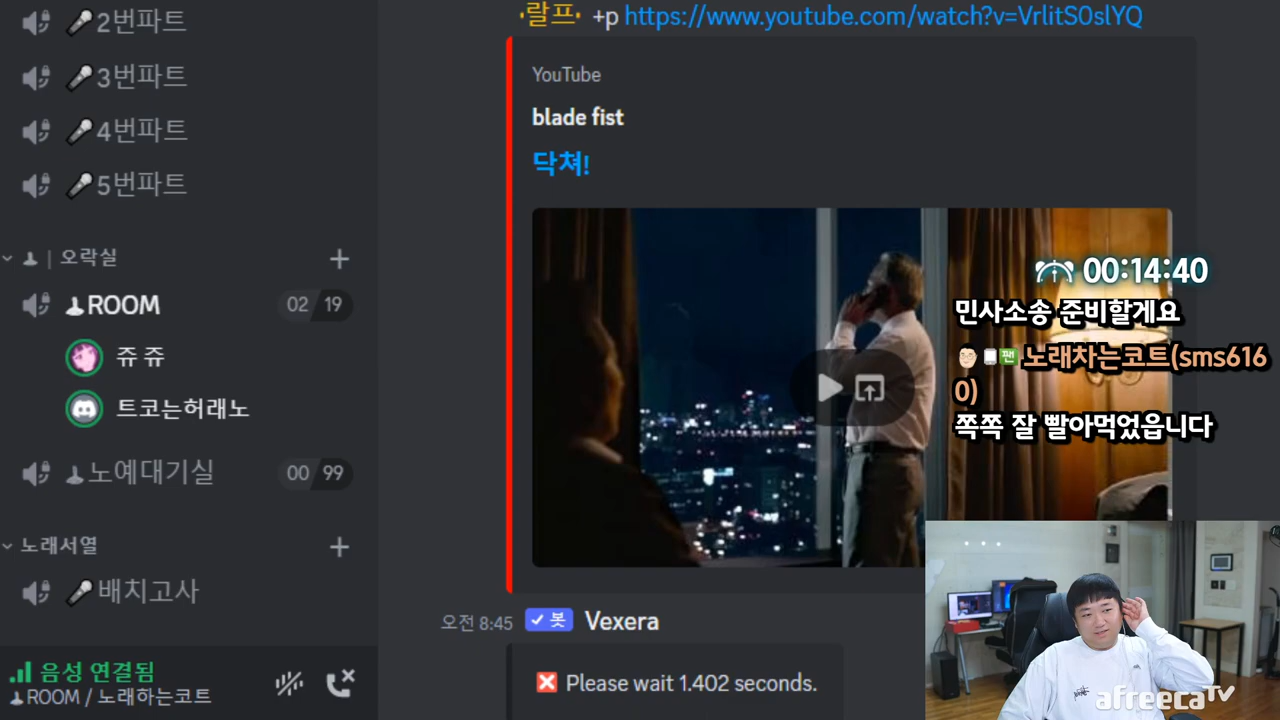 2번파트
3번파트
4번파트
5번파트
| 오락실
ROOM
02 19
쥬 쥬
트코는허래노
노예대기실
00 99
노래서열
배치고사
음성 연결됨
ROOM / 노래하는코트
·랄프· +p https://www.youtube.com/watch?v=VrlitS0slYQ
YouTube
blade fist
닥쳐!
오전 8:45 봇 Vexera
Please wait 1.402 seconds.
00:14:40
민사소송 준비할게요
팬 노래차는코트(sms616
0)
쪽쪽 잘 빨아먹었읍니다
afreecaTV